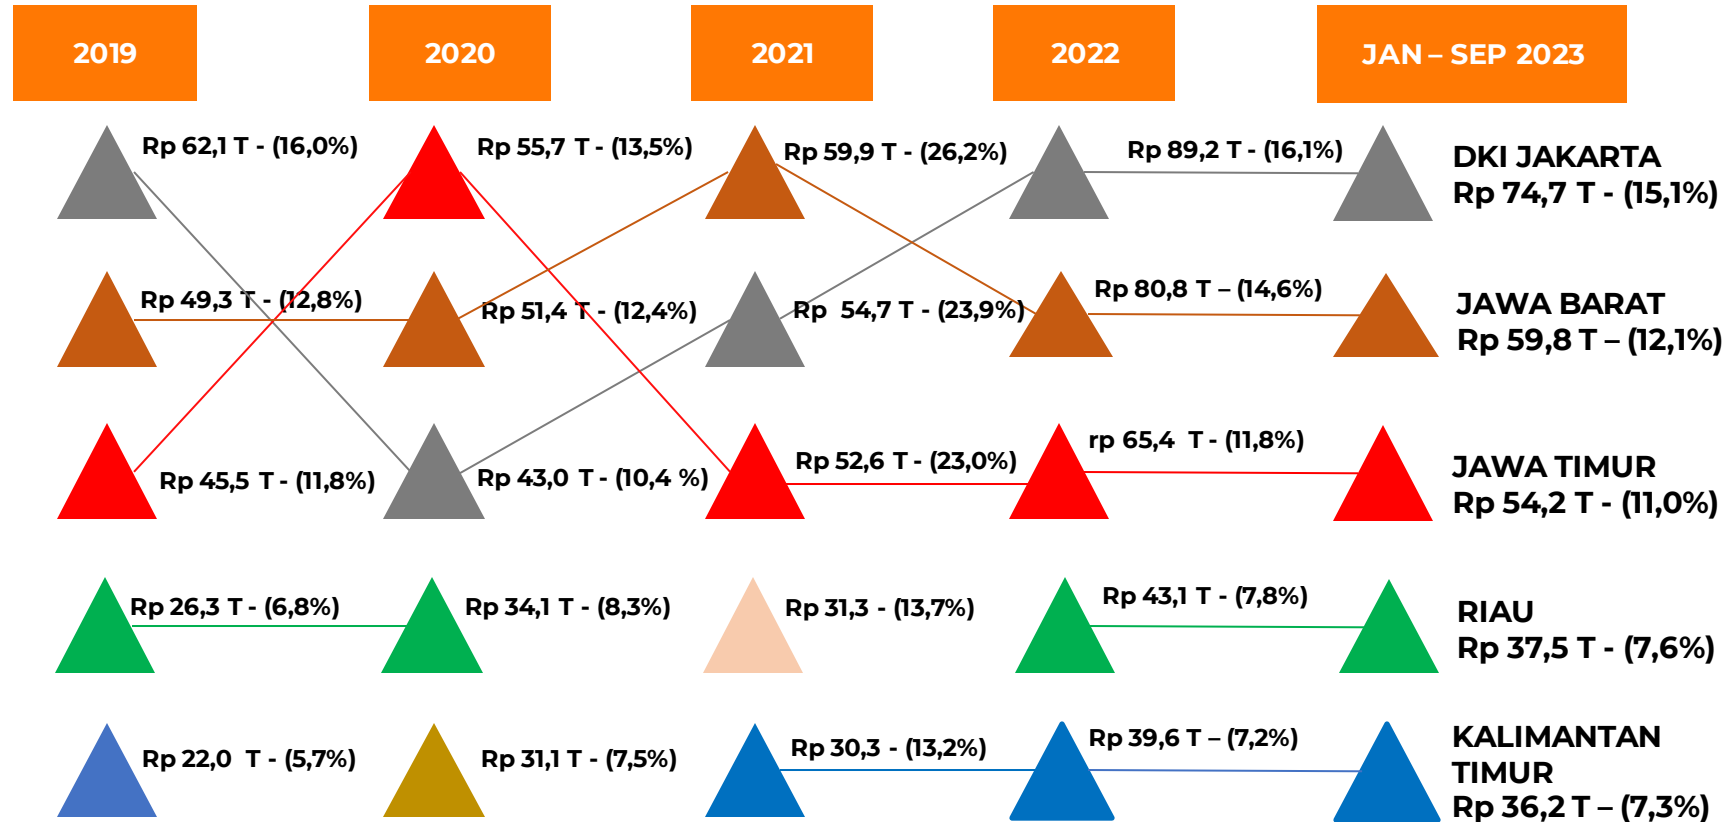 2019
2020
2021
2022
JAN – SEP 2023
Rp 62,1 T - (16,0%)
Rp 55,7 T - (13,5%)
Rp 59,9 T - (26,2%)
Rp 89,2 T - (16,1%)
DKI JAKARTA
Rp 74,7 T - (15,1%)
Rp 49,3 T - (12,8%)
Rp 51,4 T - (12,4%)
Rp 54,7 T - (23,9%)
Rp 80,8 T – (14,6%)
JAWA BARAT
Rp 59,8 T – (12,1%)
Rp 45,5 T - (11,8%)
Rp 43,0 T - (10,4 %)
Rp 52,6 T - (23,0%)
rp 65,4 T - (11,8%)
JAWA TIMUR
Rp 54,2 T - (11,0%)
Rp 26,3 T - (6,8%)
Rp 34,1 T - (8,3%)
Rp 31,3 - (13,7%)
Rp 43,1 T - (7,8%)
RIAU
Rp 37,5 T - (7,6%)
Rp 22,0 T - (5,7%)
Rp 31,1 T - (7,5%)
Rp 30,3 - (13,2%)
Rp 39,6 T – (7,2%)
KALIMANTAN
TIMUR
Rp 36,2 T – (7,3%)